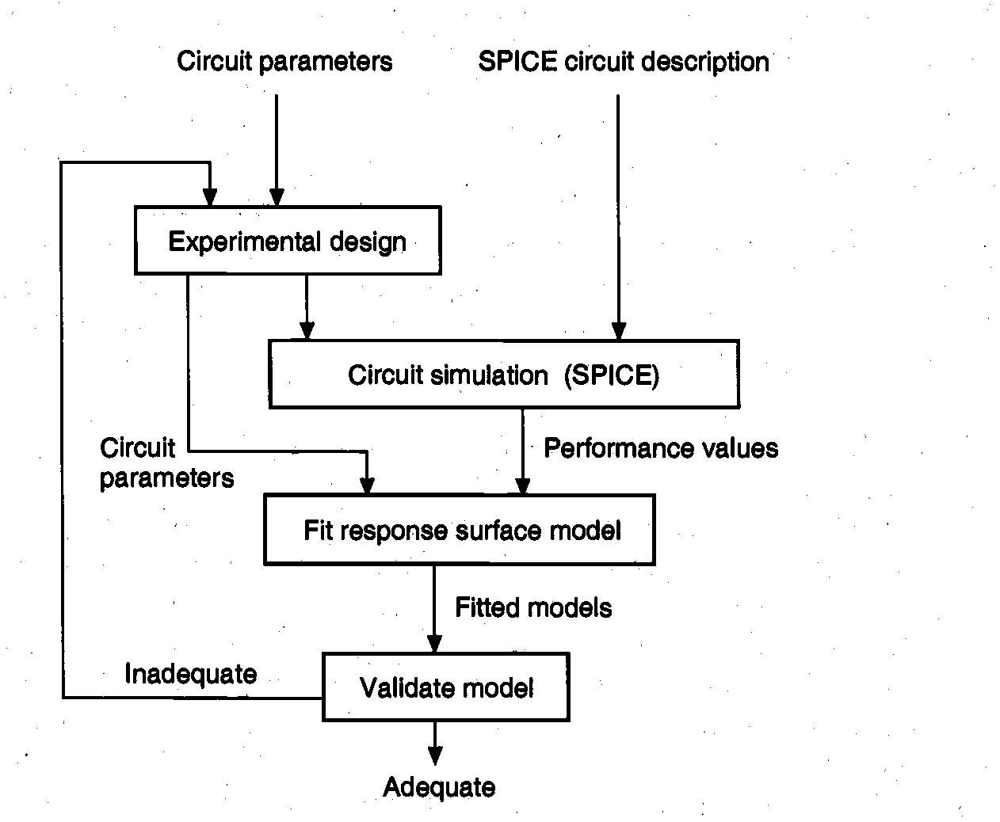 Circuit parameters
SPICE circuit description
Experimental design
Circuit simulation (SPICE)
Circuit
parameters
Performance values
Fit response surface model
Fitted models
Inadequate
Validate model
Adequate